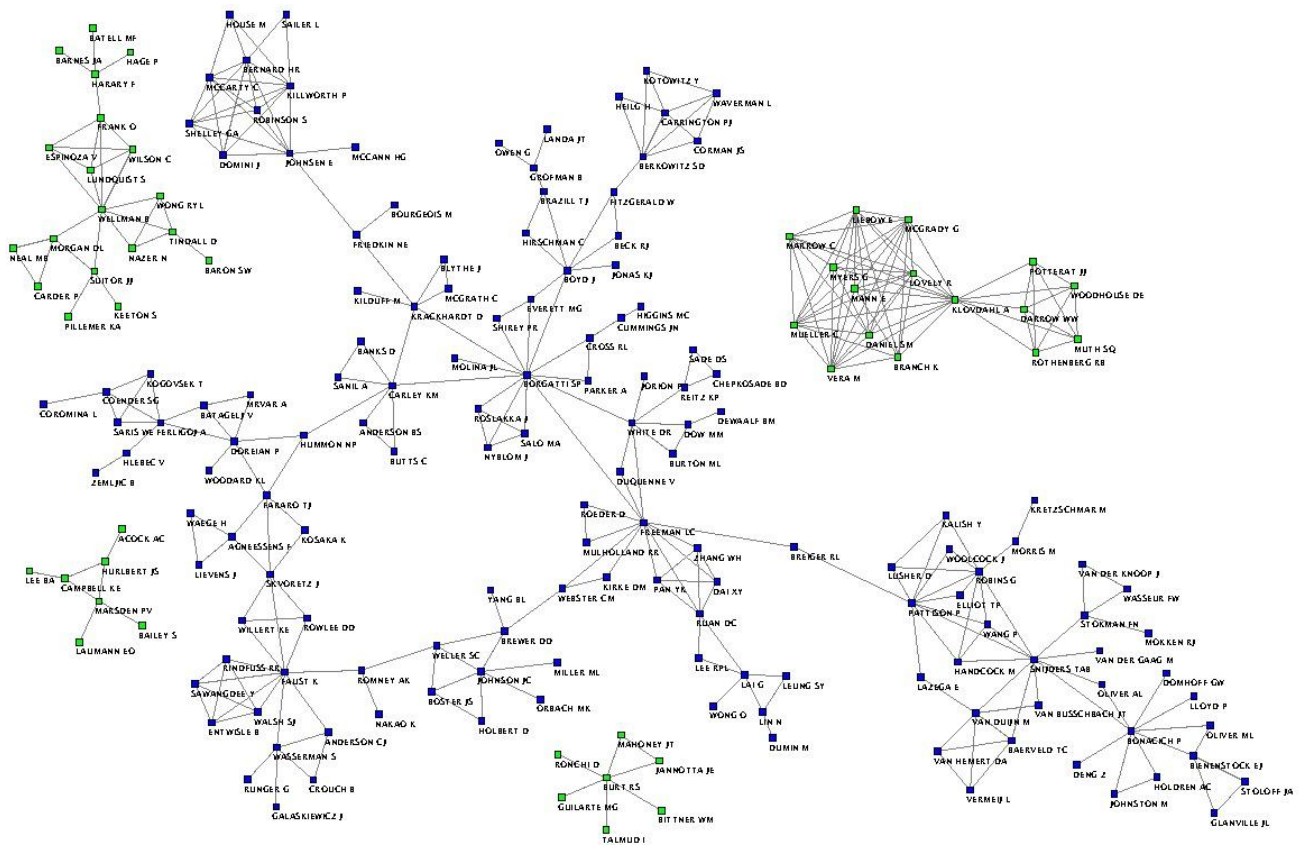 HOUSE M
SAILER L
BATELL MF
BARNES JA
HAGE P
HARARY F
BERNARD HR
MCCARTY C
KILLWORTH P
ROBINSON S
SHELLEY GA
DOMINI J
JOHNSEN E
MCCANN HG
FRANK O
ESPINOZA V
WILSON C
LUNDQUIST S
WELLMAN B
WONG RY L
TINDALL D
NAZER N
BARON SW
MORGAN DL
NEAL MB
CARDER P
SUITOR JJ
KEETON S
PILLEMER KA
KOTOWITZ Y
HEILG H
WAVERMAN L
CARRINGTON PJ
CORMAN JS
BERKOWITZ SD
LANDA JT
OWEN G
GROFMAN B
BRAZILL TJ
FITZGERALD W
HIRSCHMAN C
BECK RJ
JONAS KJ
BOYD J
BOURGEOIS M
FRIEDKIN NE
BLYTHE J
MCGRATH C
KILDUFF M
KRACKHARDT D
EVERETT MG
SHIREY PR
HIGGINS MC
CUMMINGS JN
CROSS RL
PARKER A
MOLINA JL
BORGATTI SP
BANKS D
SANIL A
CARLEY KM
ANDERSON BS
BUTTS C
LIEBOW E
MCGRADY G
MARROW C
MYERS G
LOVELY R
MANN E
MUELLER C
DANIELS M
BRANCH K
VERA M
KLOVDAHL A
POTTERAT JJ
WOODHOUSE DE
DARROW WW
MUTH SQ
ROTHENBERG RB
SADE DS
CHEPKOSADE BD
JORION P
REITZ KP
WHITE DR
DEWAALF BM
DOW MM
BURTON ML
DUQUENNE V
ROSLAKKA J
SALO MA
NYBLOM J
KOGOVSEK T
COENDER SG
COROMINA L
SARIS WE
FERLIGOJ A
BATAGELJ V
MRVAR A
HLEBEC V
ZEMLJIC B
DOREIAN P
WOODARD KL
HUMMON NP
FARARO TJ
WAEGE H
AGNEESSENS F
LIEVENS J
KOSAKA K
SKVORETZ J
WILLERT KE
ROWLEE DD
ACOCK AC
HURLBERT JS
LEE BA
CAMPBELL KE
MARSDEN PV
BAILEY S
LAUMANN EO
RINDFUSS RR
FAUST K
SAWANGDEE Y
WALSH SJ
ENTWISLE B
ANDERSON CJ
WASSERMAN S
RUNGER G
CROUCH B
GALASKIEWICZ J
ROMNEY AK
NAKAO K
YANG BL
BREWER DD
WELLER SC
JOHNSON JC
MILLER ML
BOSTER JS
ORBACH MK
HOLBERT D
ROEDER D
FREEMAN LC
MULHOLLAND RR
ZHANG WH
KIRKE DM
PAN YK
DAI XY
WEBSTER CM
RUAN DC
LEE RPL
LAI G
LEUNG SY
WONG O
LIN N
DUMIN M
BREIGER RL
MAHONEY JT
RONCHI D
JANNOTTA JE
BURT RS
GUILARTE MG
BITTNER WM
TALMUD I
KRETZSCHMAR M
KALISH Y
WOOLCOCK J
MORRIS M
LUSHER D
ROBINS G
VAN DER KNOOP J
ELLIOT TP
WASSEUR FW
PATTISON P
STOKMAN FN
WANG P
MOKKEN RJ
HANDCOCK M
SNIJDERS TAB
VAN DER GAAG M
LAZEGA E
OLIVER AL
DOMHOFF GW
LLOYD P
VAN BUSSCHBACH JT
VAN DUIJN M
OLIVER ML
BONACICH P
BAERVELD TC
VAN HEMERT DA
BIENENSTOCK EJ
DENG Z
VERMEIJ L
HOLDREN AC
STOLOFF JA
JOHNSTON M
GLANVILLE JL